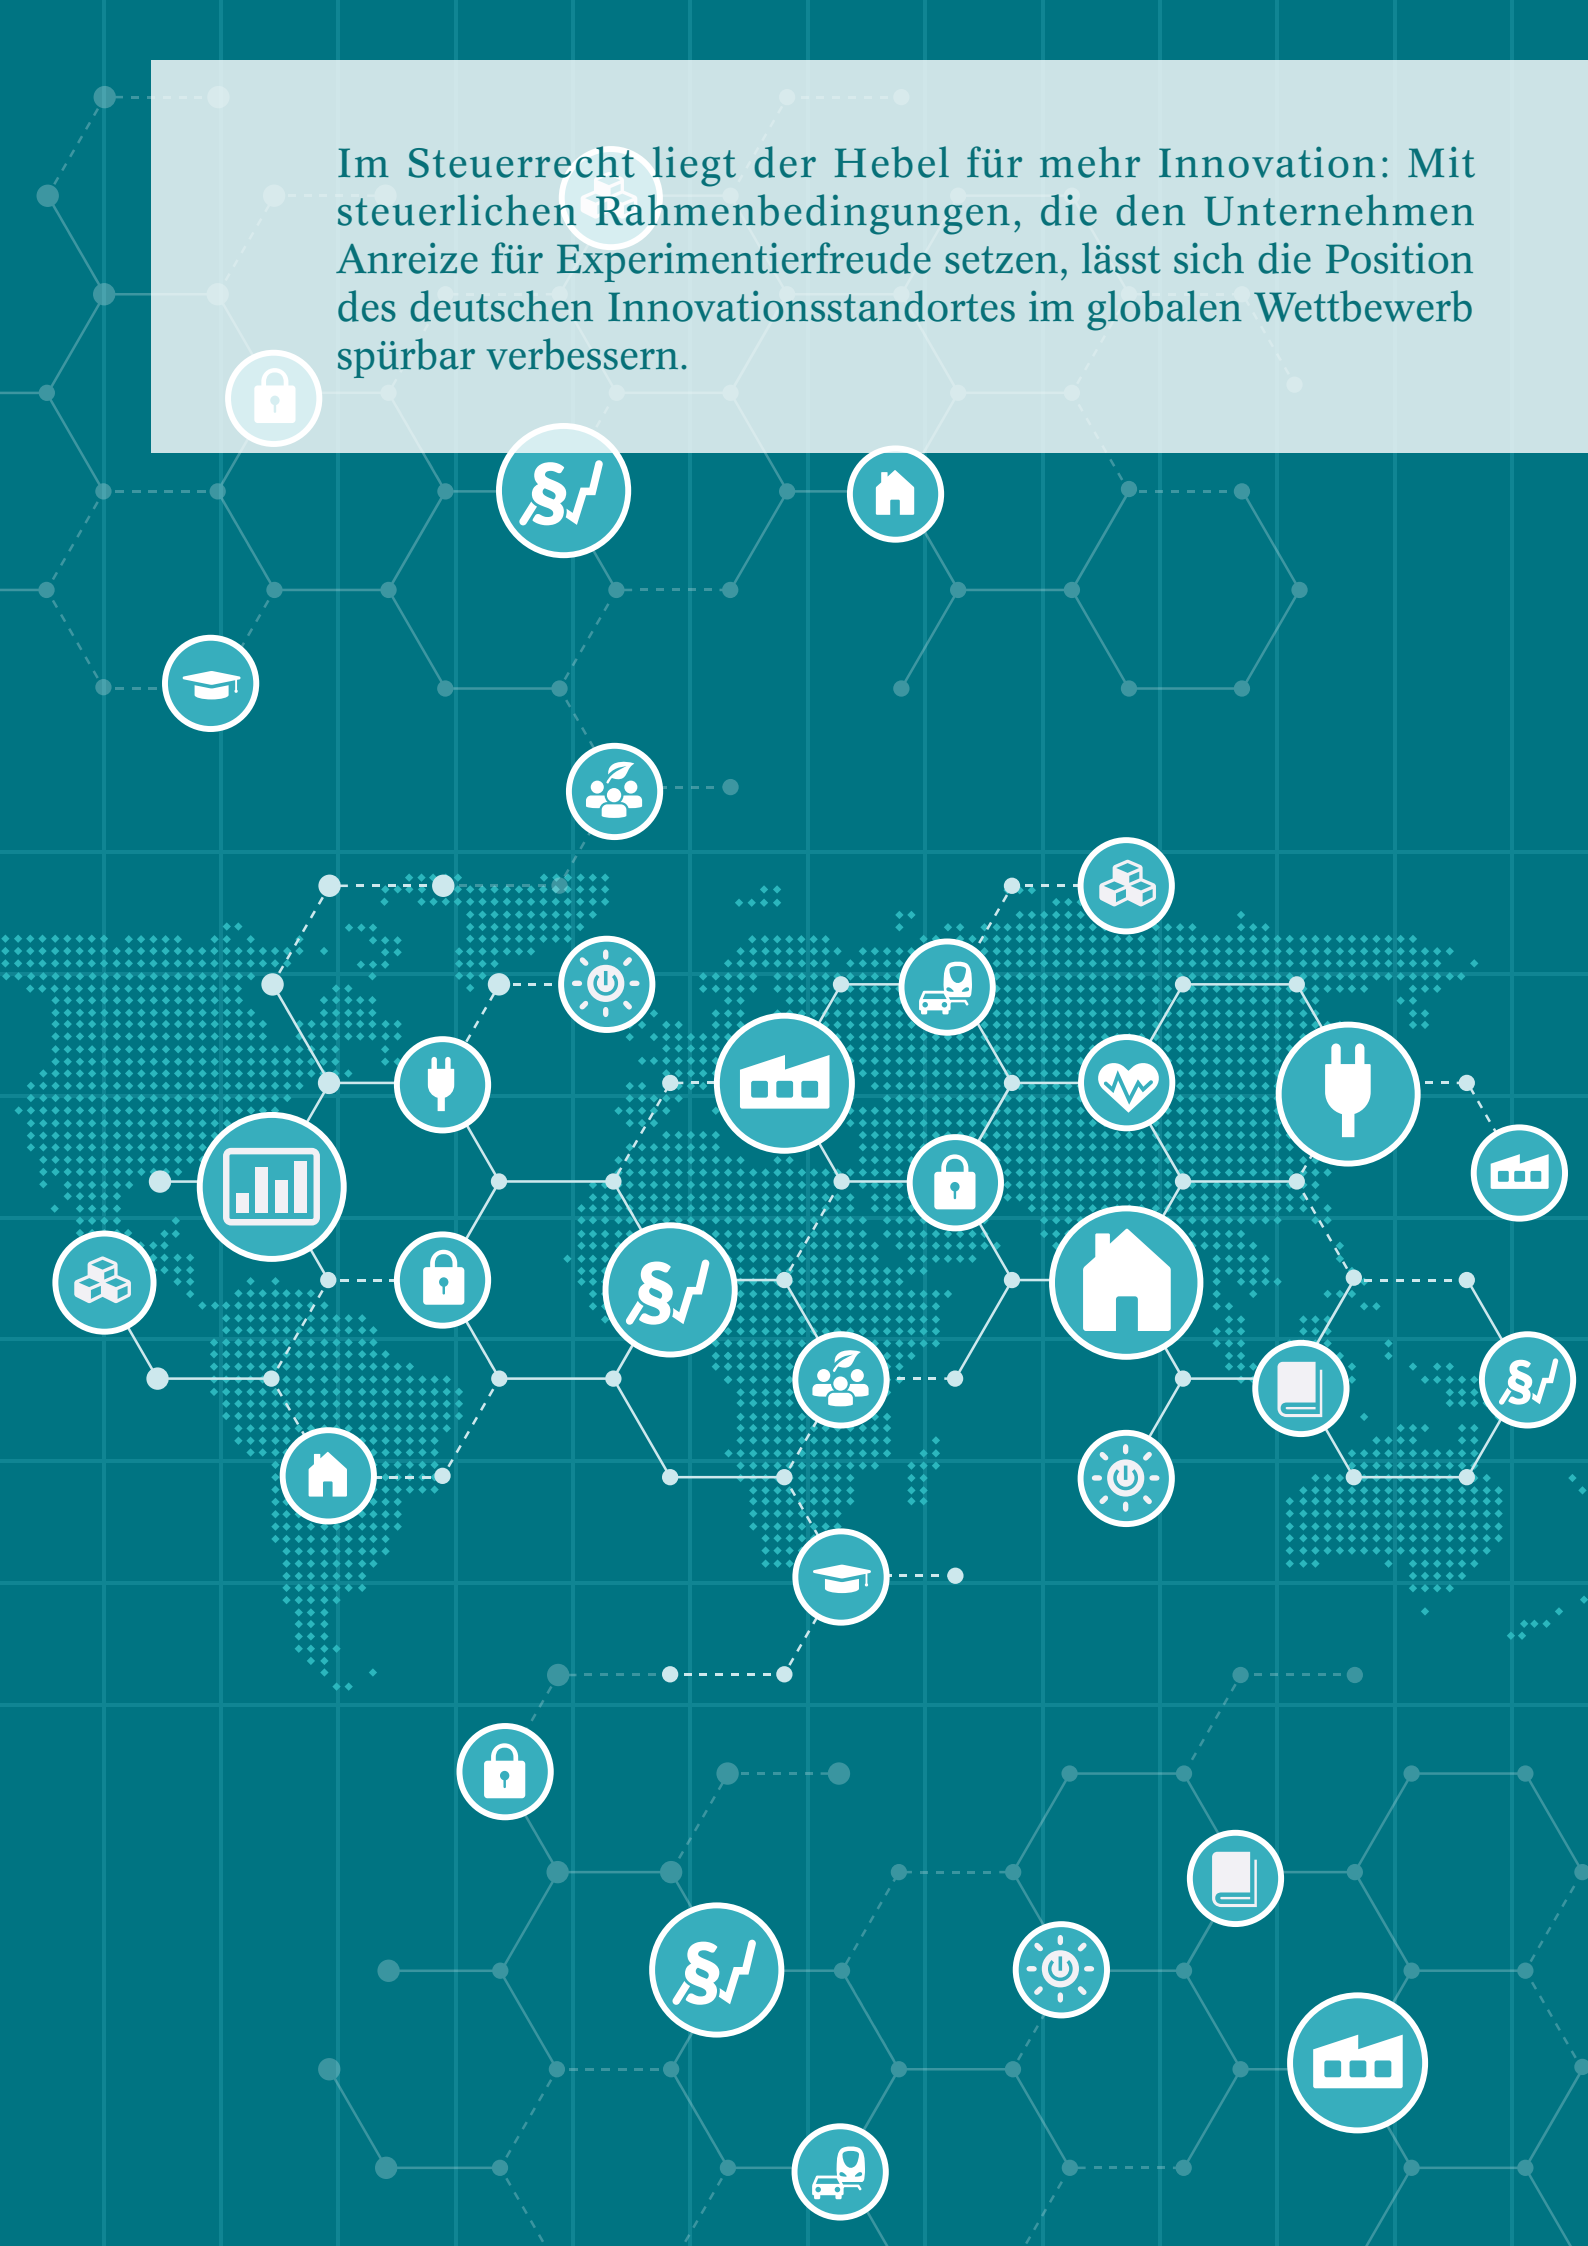 Im Steuerrecht liegt der Hebel für mehr Innovation: Mit
steuerlichen Rahmenbedingungen, die den Unternehmen
Anreize für Experimentierfreude setzen, lässt sich die Position
des deutschen Innovationsstandortes im globalen Wettbewerb
spürbar verbessern.